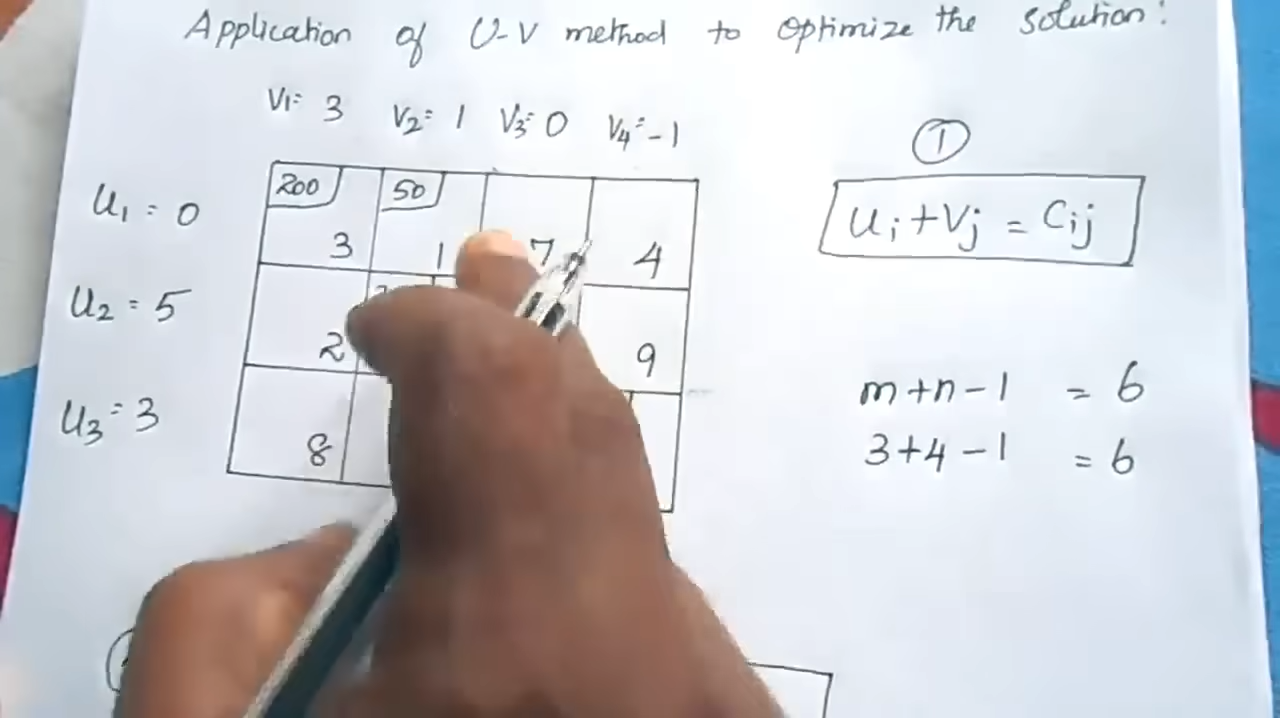 Application of U-V method to Optimize the solution:
V1= 3 V2= 1 V3= 0 V4= -1
1
U1 = 0
200 50
3 1 7 4
Ui+Vj = Cij
U2 = 5
2 9
m+n-1 = 6
U3 = 3
8
3+4-1 = 6